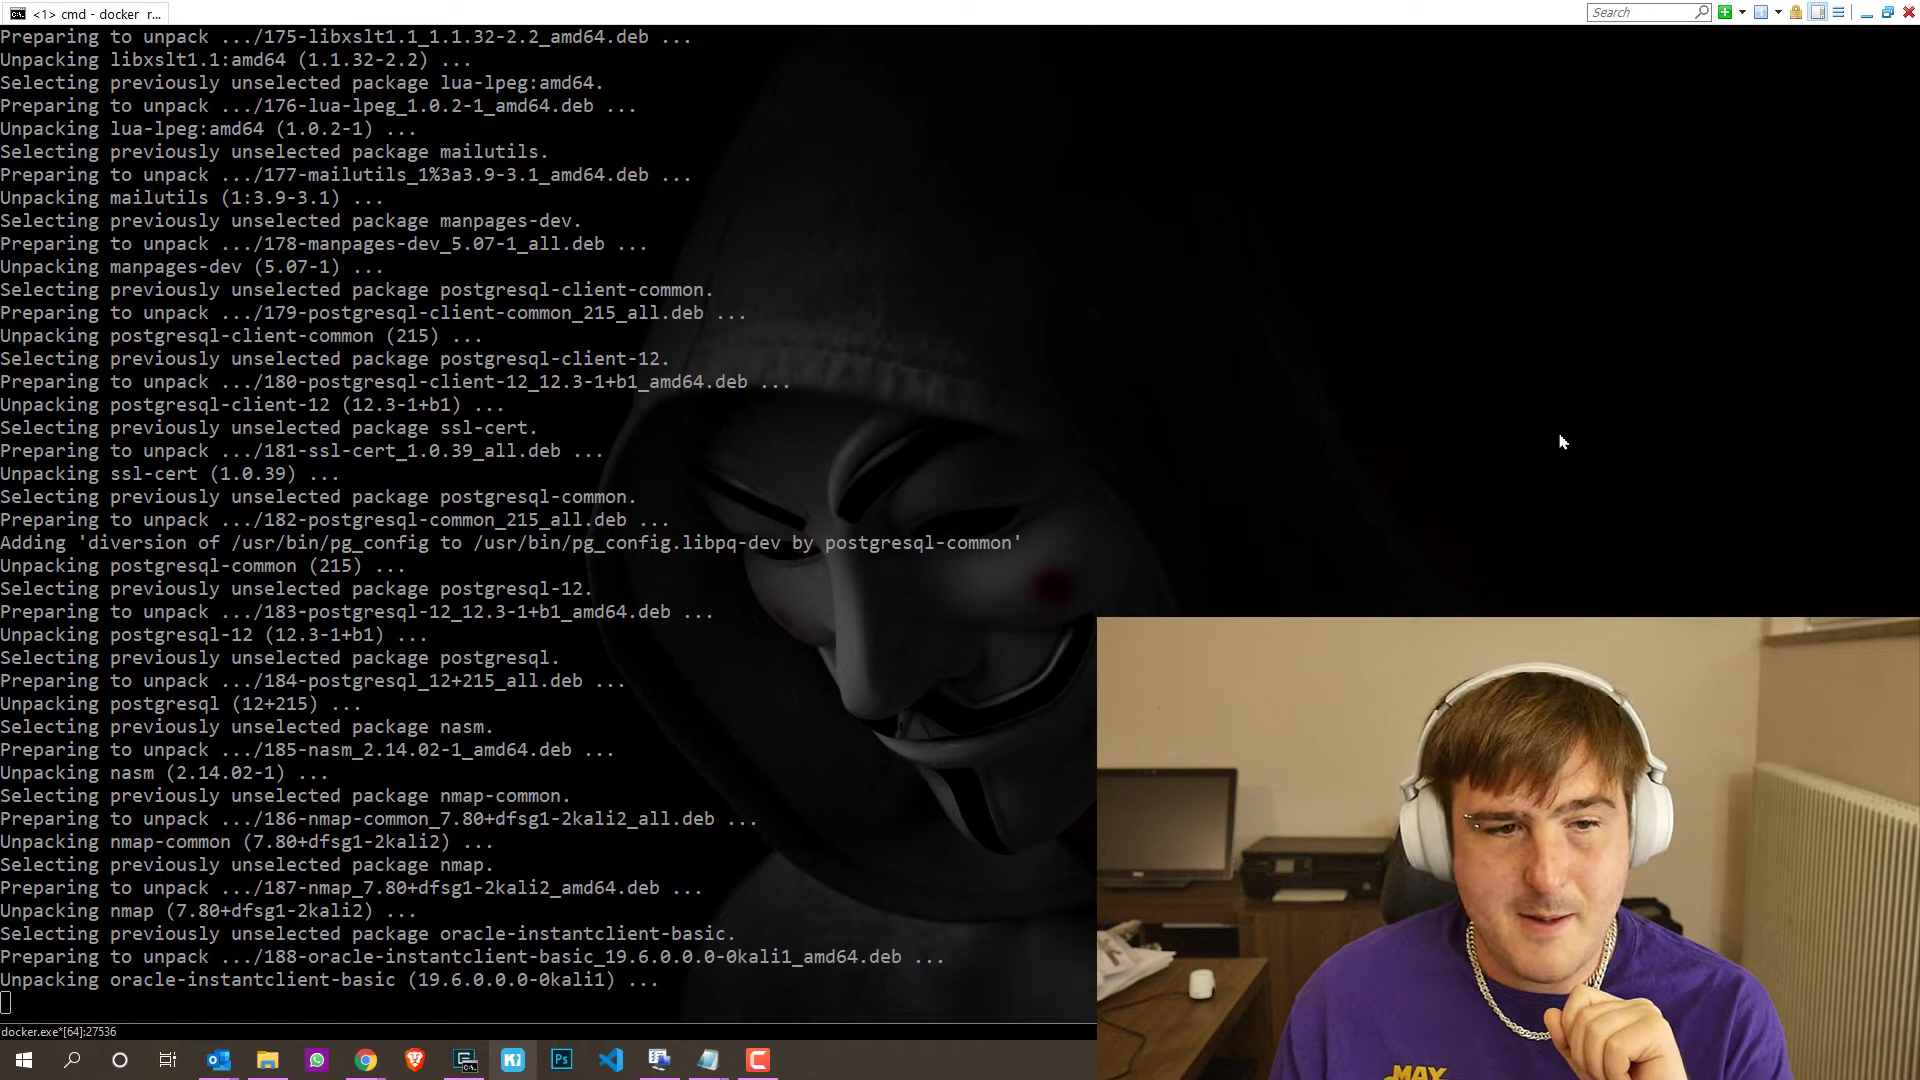 <1> cmd - docker r...
Search
Preparing to unpack .../175-libxslt1.1_1.1.32-2.2_amd64.deb ...
Unpacking libxslt1.1:amd64 (1.1.32-2.2) ...
Selecting previously unselected package lua-lpeg:amd64.
Preparing to unpack .../176-lua-lpeg_1.0.2-1_amd64.deb ...
Unpacking lua-lpeg:amd64 (1.0.2-1) ...
Selecting previously unselected package mailutils.
Preparing to unpack .../177-mailutils_1%3a3.9-3.1_amd64.deb ...
Unpacking mailutils (1:3.9-3.1) ...
Selecting previously unselected package manpages-dev.
Preparing to unpack .../178-manpages-dev_5.07-1_all.deb ...
Unpacking manpages-dev (5.07-1) ...
Selecting previously unselected package postgresql-client-common.
Preparing to unpack .../179-postgresql-client-common_215_all.deb ...
Unpacking postgresql-client-common (215) ...
Selecting previously unselected package postgresql-client-12.
Preparing to unpack .../180-postgresql-client-12_12.3-1+b1_amd64.deb ...
Unpacking postgresql-client-12 (12.3-1+b1) ...
Selecting previously unselected package ssl-cert.
Preparing to unpack .../181-ssl-cert_1.0.39_all.deb ...
Unpacking ssl-cert (1.0.39) ...
Selecting previously unselected package postgresql-common.
Preparing to unpack .../182-postgresql-common_215_all.deb ...
Adding 'diversion of /usr/bin/pg_config to /usr/bin/pg_config.libpq-dev by postgresql-common'
Unpacking postgresql-common (215) ...
Selecting previously unselected package postgresql-12.
Preparing to unpack .../183-postgresql-12_12.3-1+b1_amd64.deb ...
Unpacking postgresql-12 (12.3-1+b1) ...
Selecting previously unselected package postgresql.
Preparing to unpack .../184-postgresql_12+215_all.deb ...
Unpacking postgresql (12+215) ...
Selecting previously unselected package nasm.
Preparing to unpack .../185-nasm_2.14.02-1_amd64.deb ...
Unpacking nasm (2.14.02-1) ...
Selecting previously unselected package nmap-common.
Preparing to unpack .../186-nmap-common_7.80+dfsg1-2kali2_all.deb ...
Unpacking nmap-common (7.80+dfsg1-2kali2) ...
Selecting previously unselected package nmap.
Preparing to unpack .../187-nmap_7.80+dfsg1-2kali2_amd64.deb ...
Unpacking nmap (7.80+dfsg1-2kali2) ...
Selecting previously unselected package oracle-instantclient-basic.
Preparing to unpack .../188-oracle-instantclient-basic_19.6.0.0.0-0kali1_amd64.deb ...
Unpacking oracle-instantclient-basic (19.6.0.0.0-0kali1) ...
docker.exe*[64]:27536
Ps
MAY